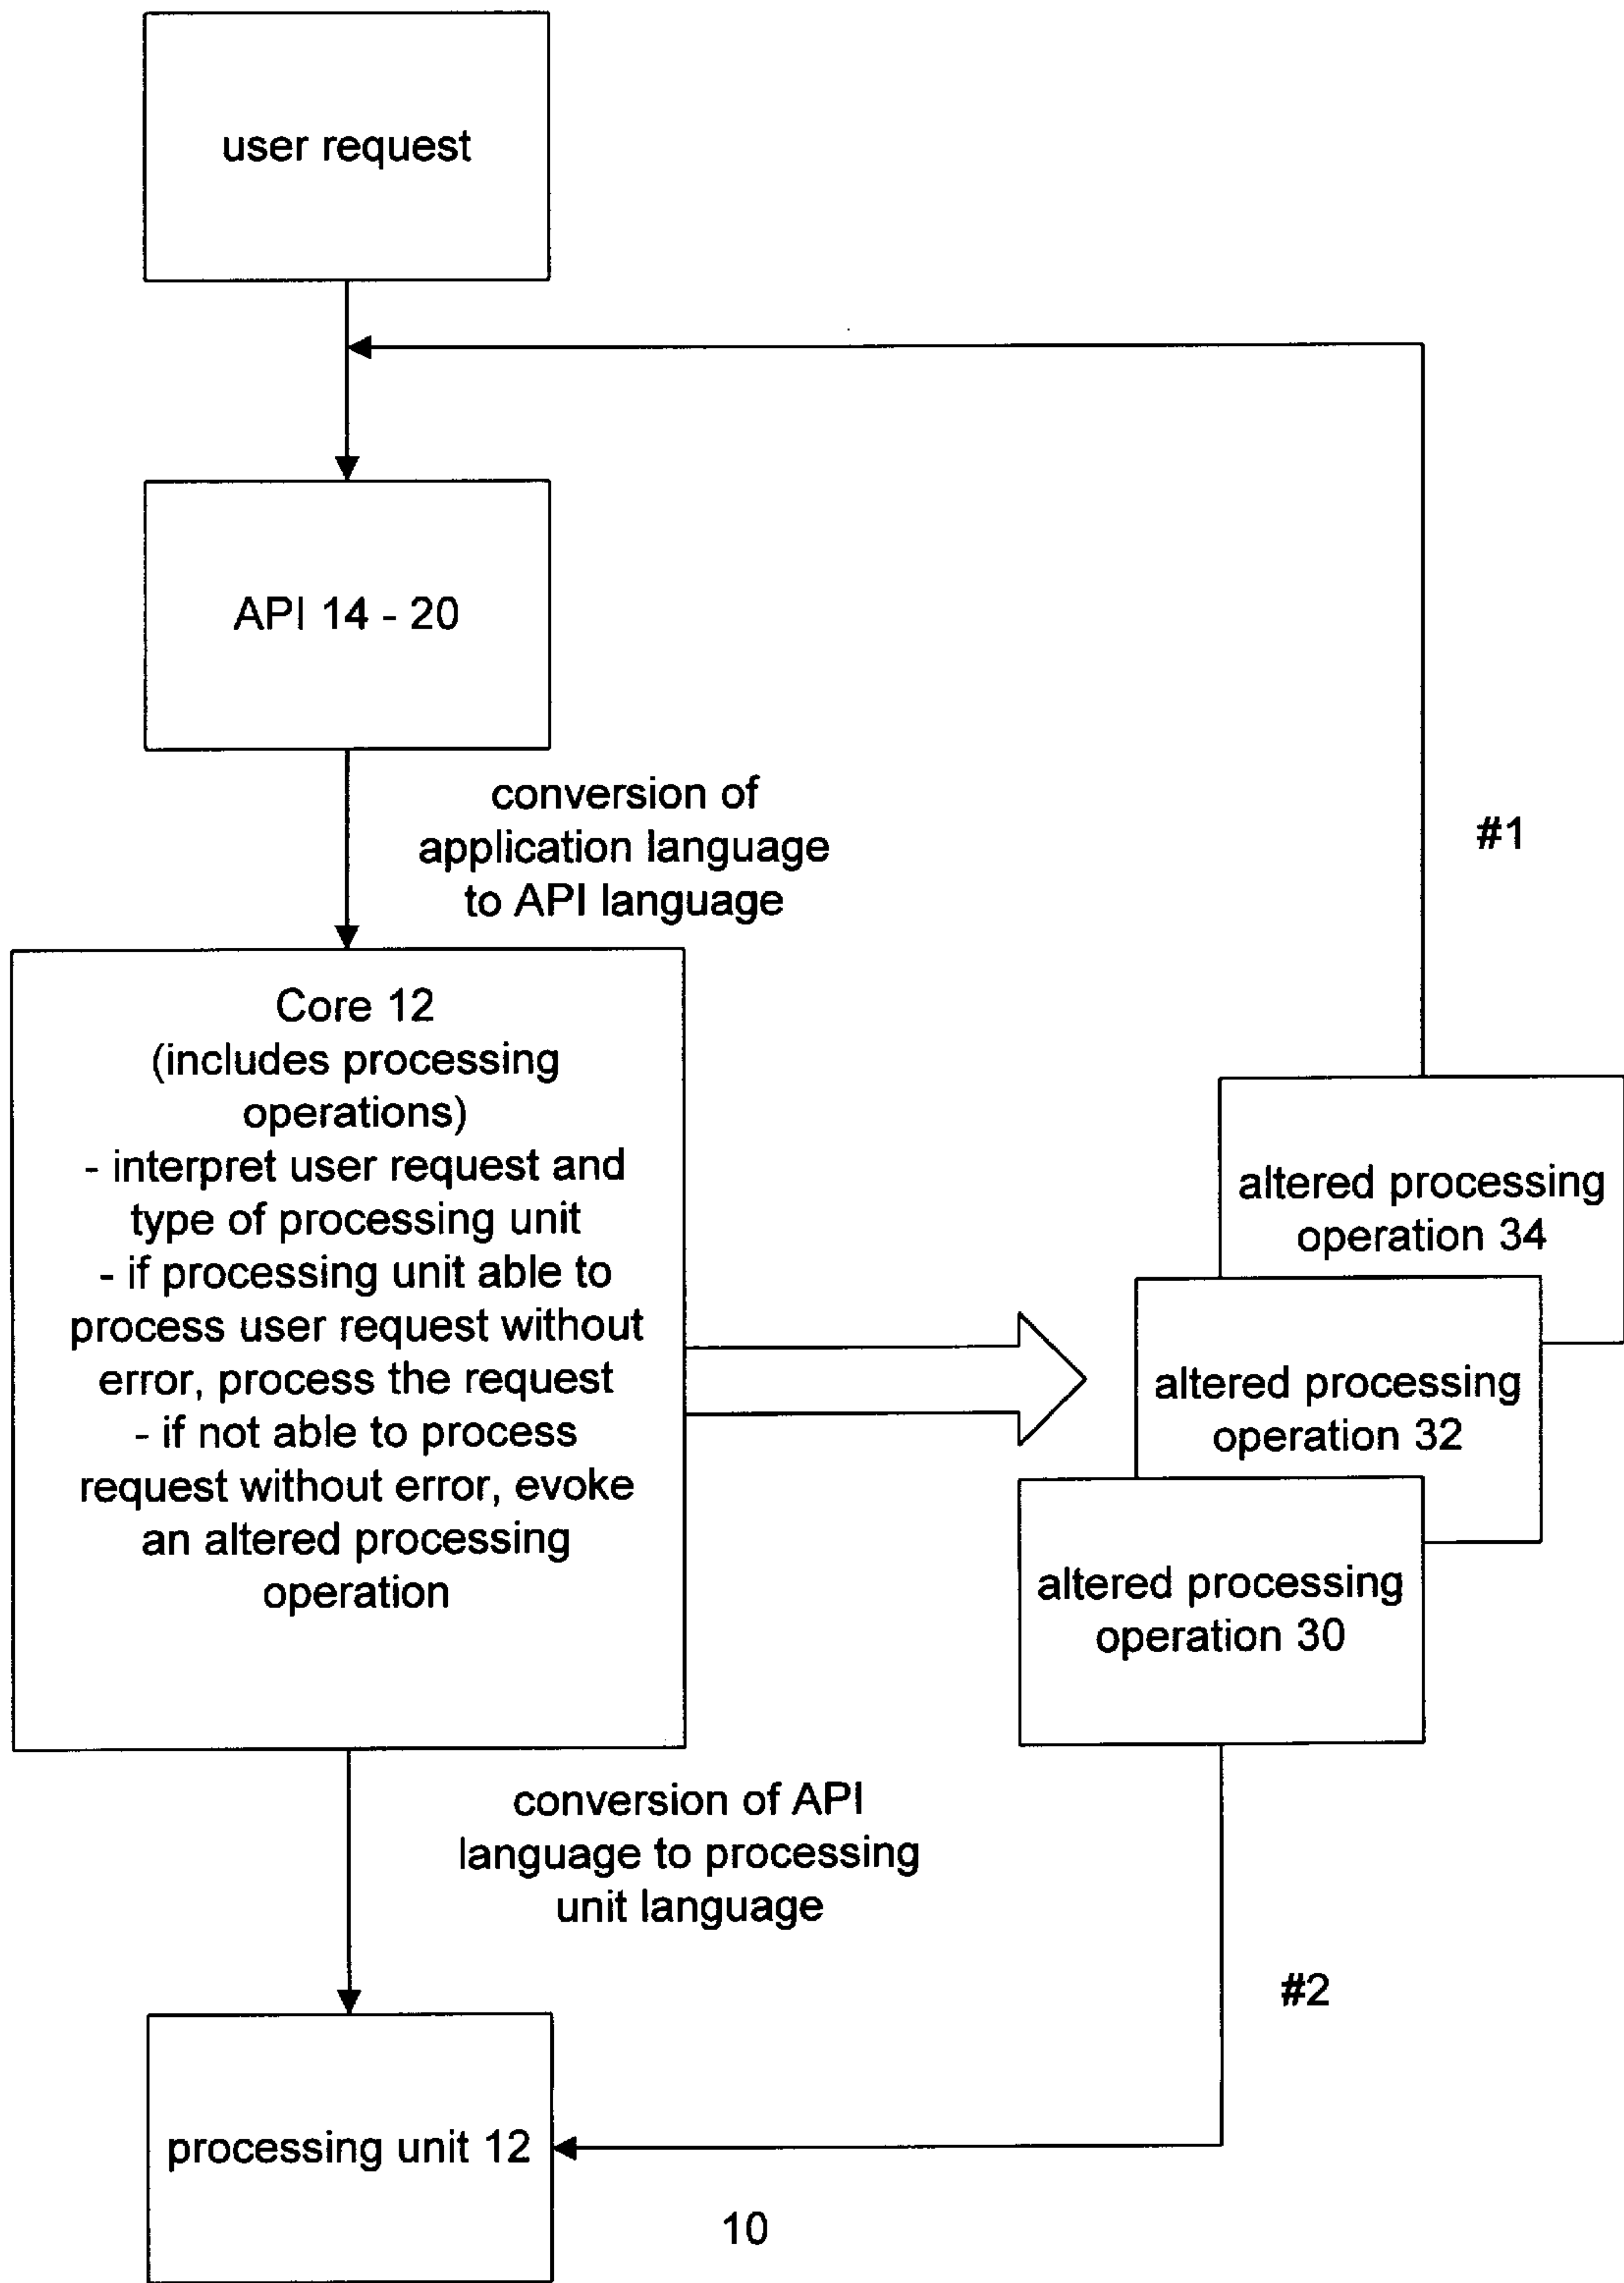 user request
API 14 - 20
conversion of
application language
to API language
#1
Core 12
(includes processing
operations)
- interpret user request and
type of processing unit
- if processing unit able to
process user request without
error, process the request
- if not able to process
request without error, evoke
an altered processing
operation
altered processing
operation 34
altered processing
operation 32
altered processing
operation 30
conversion of API
language to processing
unit language
#2
processing unit 12
10